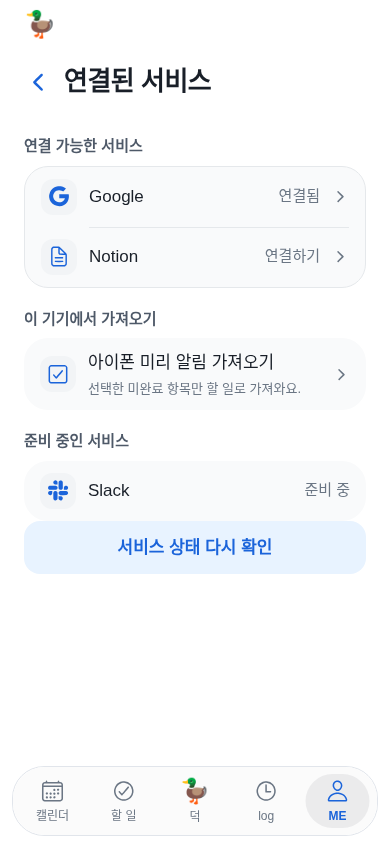 연결된 서비스
연결 가능한 서비스
Google 연결됨
Notion 연결하기
이 기기에서 가져오기
아이폰 미리 알림 가져오기
선택한 미완료 항목만 할 일로 가져와요.
준비 중인 서비스
Slack 준비 중
서비스 상태 다시 확인
캘린더 할 일 덕 log ME